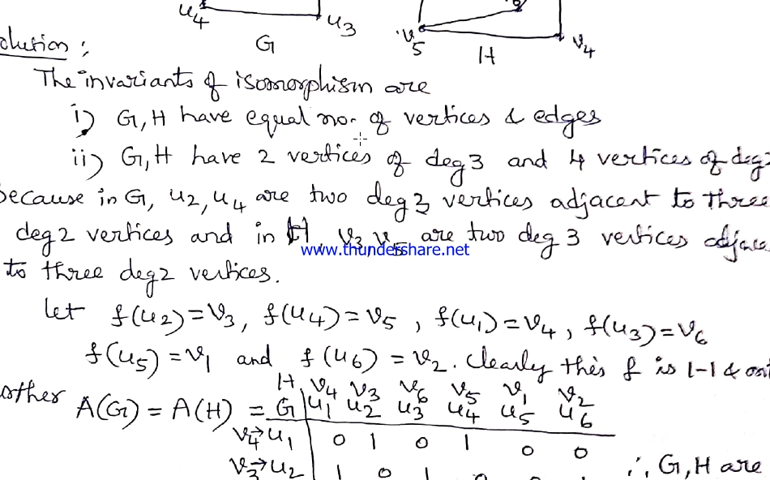 u4 u3 v5 v4
G H
olution :
The invariants of isomorphism are
i) G, H have equal no. of vertices & edges
ii) G, H have 2 vertices of deg 3 and 4 vertices of deg 2
because in G, u2, u4 are two deg 3 vertices adjacent to three
deg 2 vertices and in H, v3 v5 are two deg 3 vertices adjace
www.thundershare.net
to three deg 2 vertices.
let f(u2) = v3, f(u4) = v5, f(u1) = v4, f(u3) = v6
f(u5) = v1 and f(u6) = v2. Clearly this f is 1-1 & ont
H v4 v3 v6 v5 v1 v2
other A(G) = A(H) = G u1 u2 u3 u4 u5 u6
v4→u1 0 1 0 1 0 0
v3→u2 1 0 1 ∴ G, H are